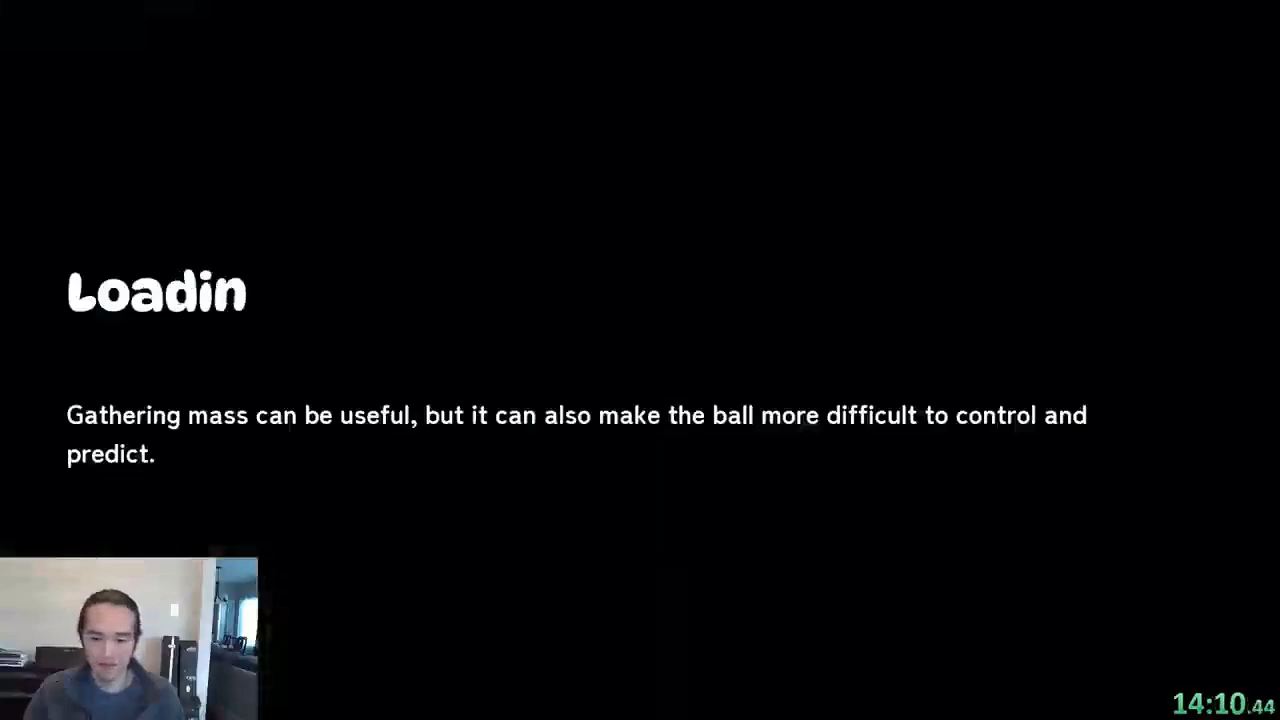 Loadin
Gathering mass can be useful, but it can also make the ball more difficult to control and
predict.
14:10.44